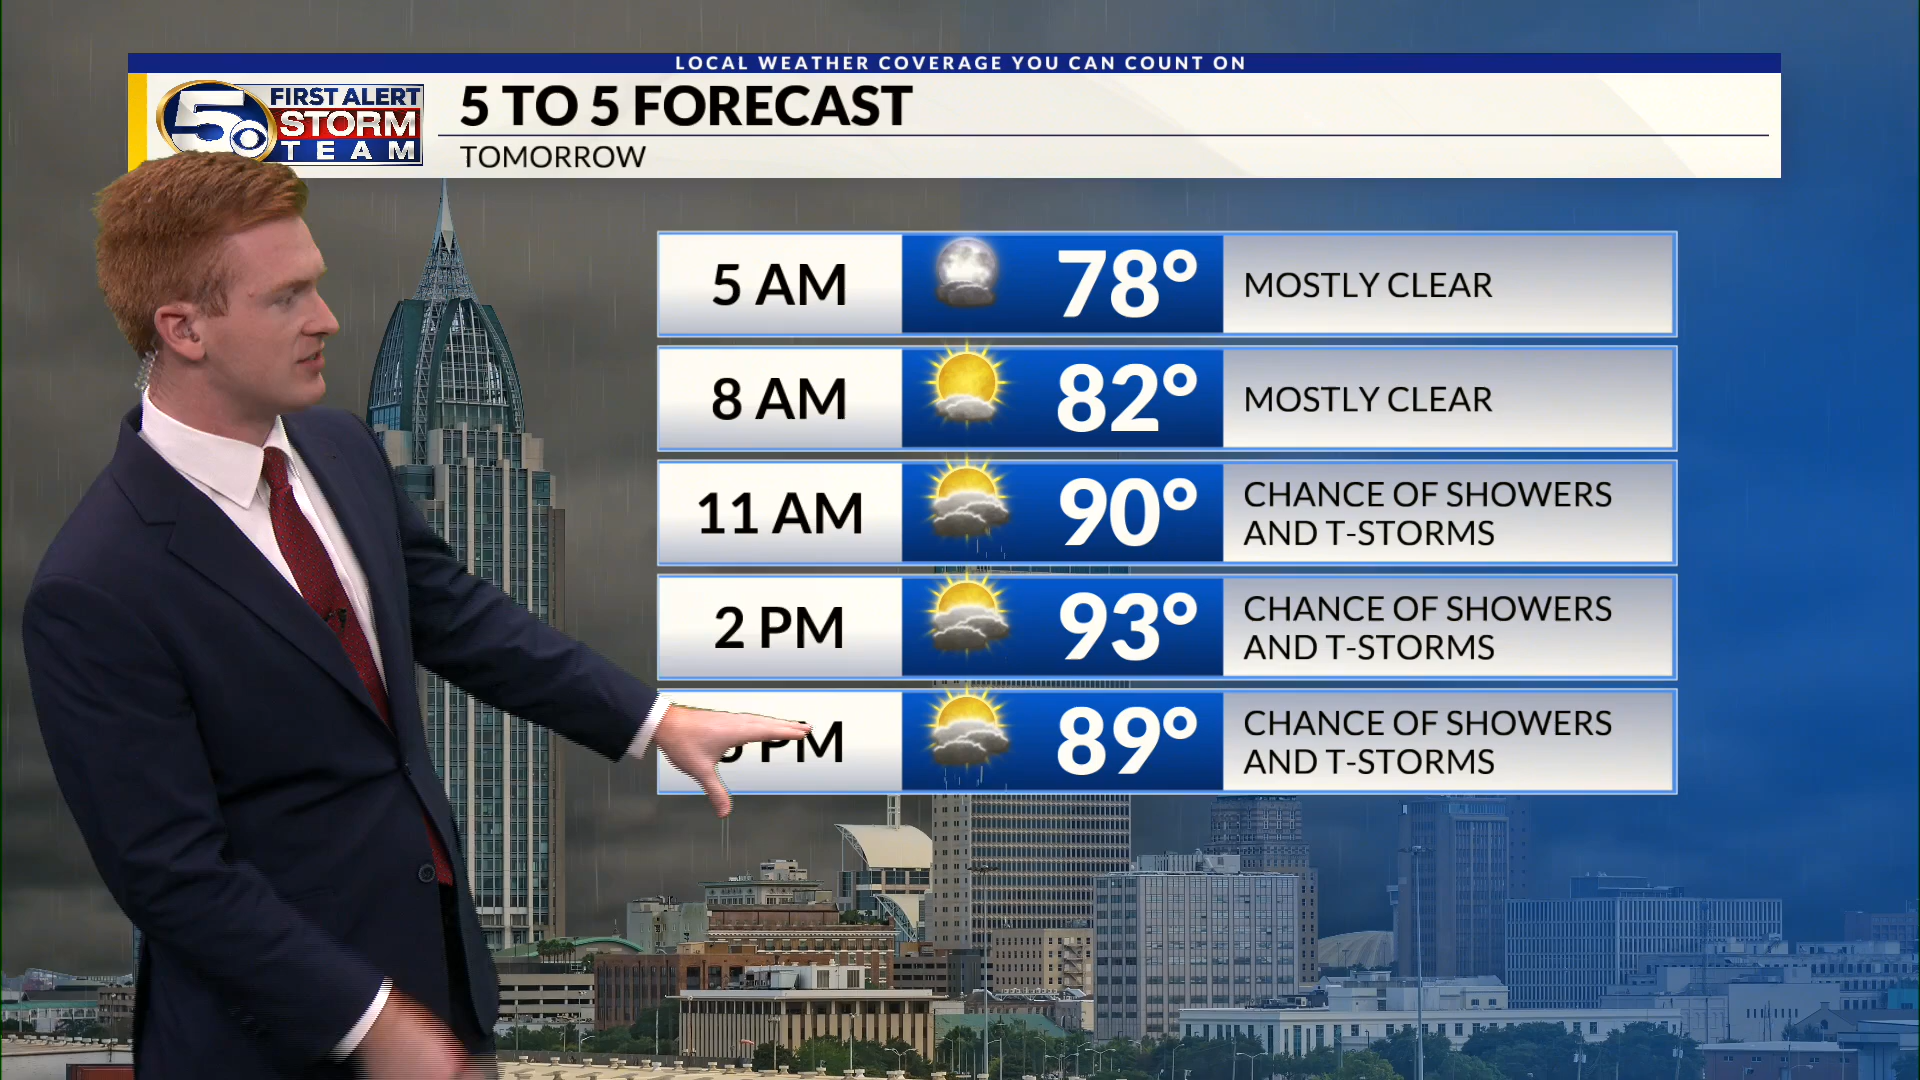 LOCAL WEATHER COVERAGE YOU CAN COUNT ON
5 FIRST ALERT
STORM
TEAM
5 TO 5 FORECAST
TOMORROW
5 AM 78° MOSTLY CLEAR
8 AM 82° MOSTLY CLEAR
11 AM 90° CHANCE OF SHOWERS
AND T-STORMS
2 PM 93° CHANCE OF SHOWERS
AND T-STORMS
PM 89° CHANCE OF SHOWERS
AND T-STORMS